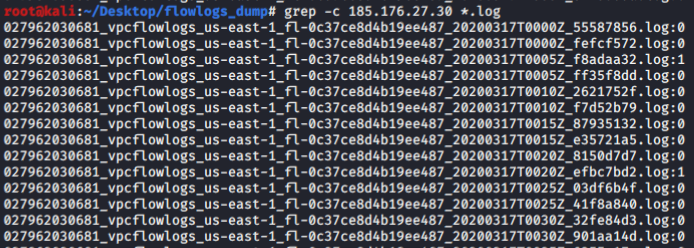 root@kali:~/Desktop/flowlogs_dump# grep -c 185.176.27.30 *.log
027962030681_vpcflowlogs_us-east-1_fl-0c37ce8d4b19ee487_20200317T0000Z_55587856.log:0
027962030681_vpcflowlogs_us-east-1_fl-0c37ce8d4b19ee487_20200317T0000Z_fefcf572.log:0
027962030681_vpcflowlogs_us-east-1_fl-0c37ce8d4b19ee487_20200317T0005Z_f8adaa32.log:1
027962030681_vpcflowlogs_us-east-1_fl-0c37ce8d4b19ee487_20200317T0005Z_ff35f8dd.log:0
027962030681_vpcflowlogs_us-east-1_fl-0c37ce8d4b19ee487_20200317T0010Z_2621752f.log:0
027962030681_vpcflowlogs_us-east-1_fl-0c37ce8d4b19ee487_20200317T0010Z_f7d52b79.log:0
027962030681_vpcflowlogs_us-east-1_fl-0c37ce8d4b19ee487_20200317T0015Z_87935132.log:0
027962030681_vpcflowlogs_us-east-1_fl-0c37ce8d4b19ee487_20200317T0015Z_e35721a5.log:0
027962030681_vpcflowlogs_us-east-1_fl-0c37ce8d4b19ee487_20200317T0020Z_8150d7d7.log:0
027962030681_vpcflowlogs_us-east-1_fl-0c37ce8d4b19ee487_20200317T0020Z_efbc7bd2.log:1
027962030681_vpcflowlogs_us-east-1_fl-0c37ce8d4b19ee487_20200317T0025Z_03df6b4f.log:0
027962030681_vpcflowlogs_us-east-1_fl-0c37ce8d4b19ee487_20200317T0025Z_41f8a840.log:0
027962030681_vpcflowlogs_us-east-1_fl-0c37ce8d4b19ee487_20200317T0030Z_32fe84d3.log:0
027962030681_vpcflowlogs_us-east-1_fl-0c37ce8d4b19ee487_20200317T0030Z_901aa14d.log:0